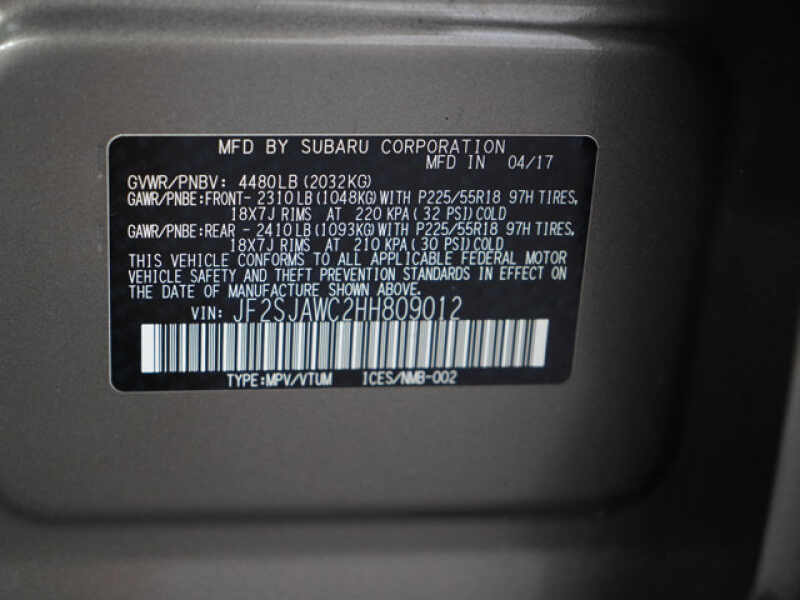 MFD BY SUBARU CORPORATION
MFD IN 04/17
GVWR/PNBV: 4480LB(2032KG)
GAWR/PNBE:FRONT- 2310LB(1048KG)WITH P225/55R18 97H TIRES,
18X7J RIMS AT 220 KPA(32 PSI)COLD
GAWR/PNBE:REAR -2410LB(1093KG)WITH P225/55R18 97H TIRES,
18X7J RIMS AT 210 KPA(30 PSI)COLD
THIS VEHICLE CONFORMS TO ALL APPLICABLE FEDERAL MOTOR
VEHICLE SAFETY AND THEFT PREVENTION STANDARDS IN EFFECT ON
THE DATE OF MANUFACTURE SHOWN ABOVE.
VIN: JF2SJAWC2HH809012
TYPE:MPV/VTUM ICES/NMB-002